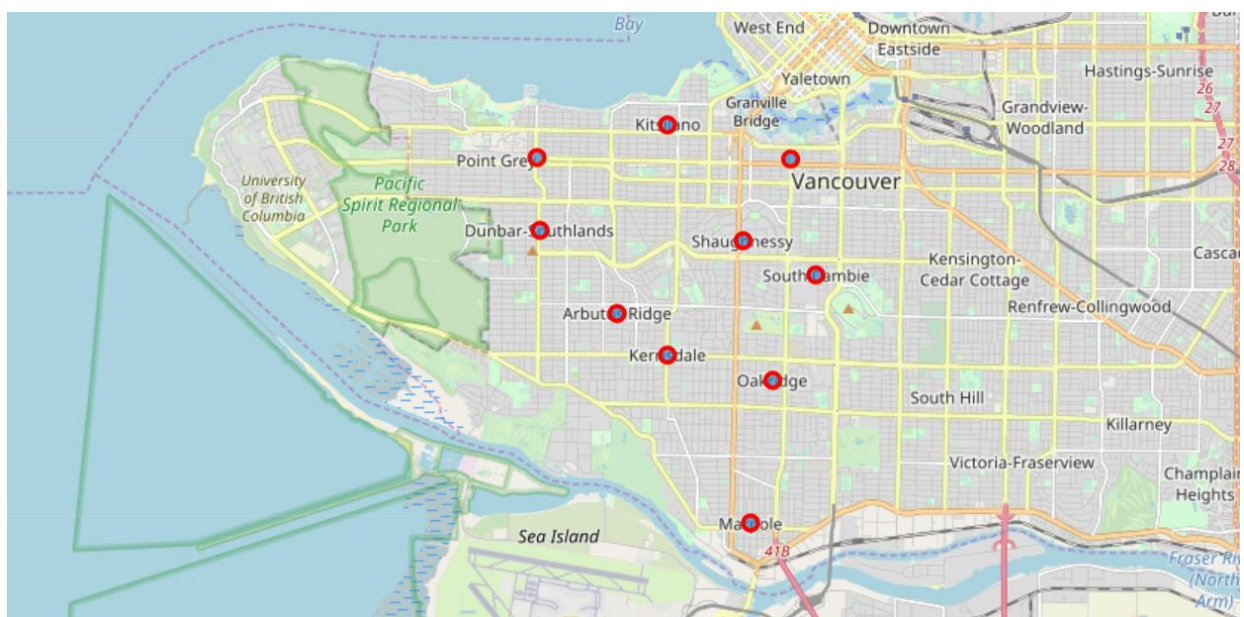 Bay
West End
Downtown
Eastside
Yaletown
Hastings-Sunrise
26
27
Granville
Bridge
Grandview-
Woodland
Kitsilano
27
28
Point Grey
Vancouver
University
of British
Columbia
Pacific
Spirit Regional
Park
Dunbar-Southlands
Shaughnessy
Kensington-
Cedar Cottage
Casca
South Cambie
Renfrew-Collingwood
Arbutus Ridge
Kerrisdale
Oakridge
South Hill
Killarney
Victoria-Fraserview
Champlain
Heights
Marpole
Sea Island
41B
Fraser Riv
(North
Arm)